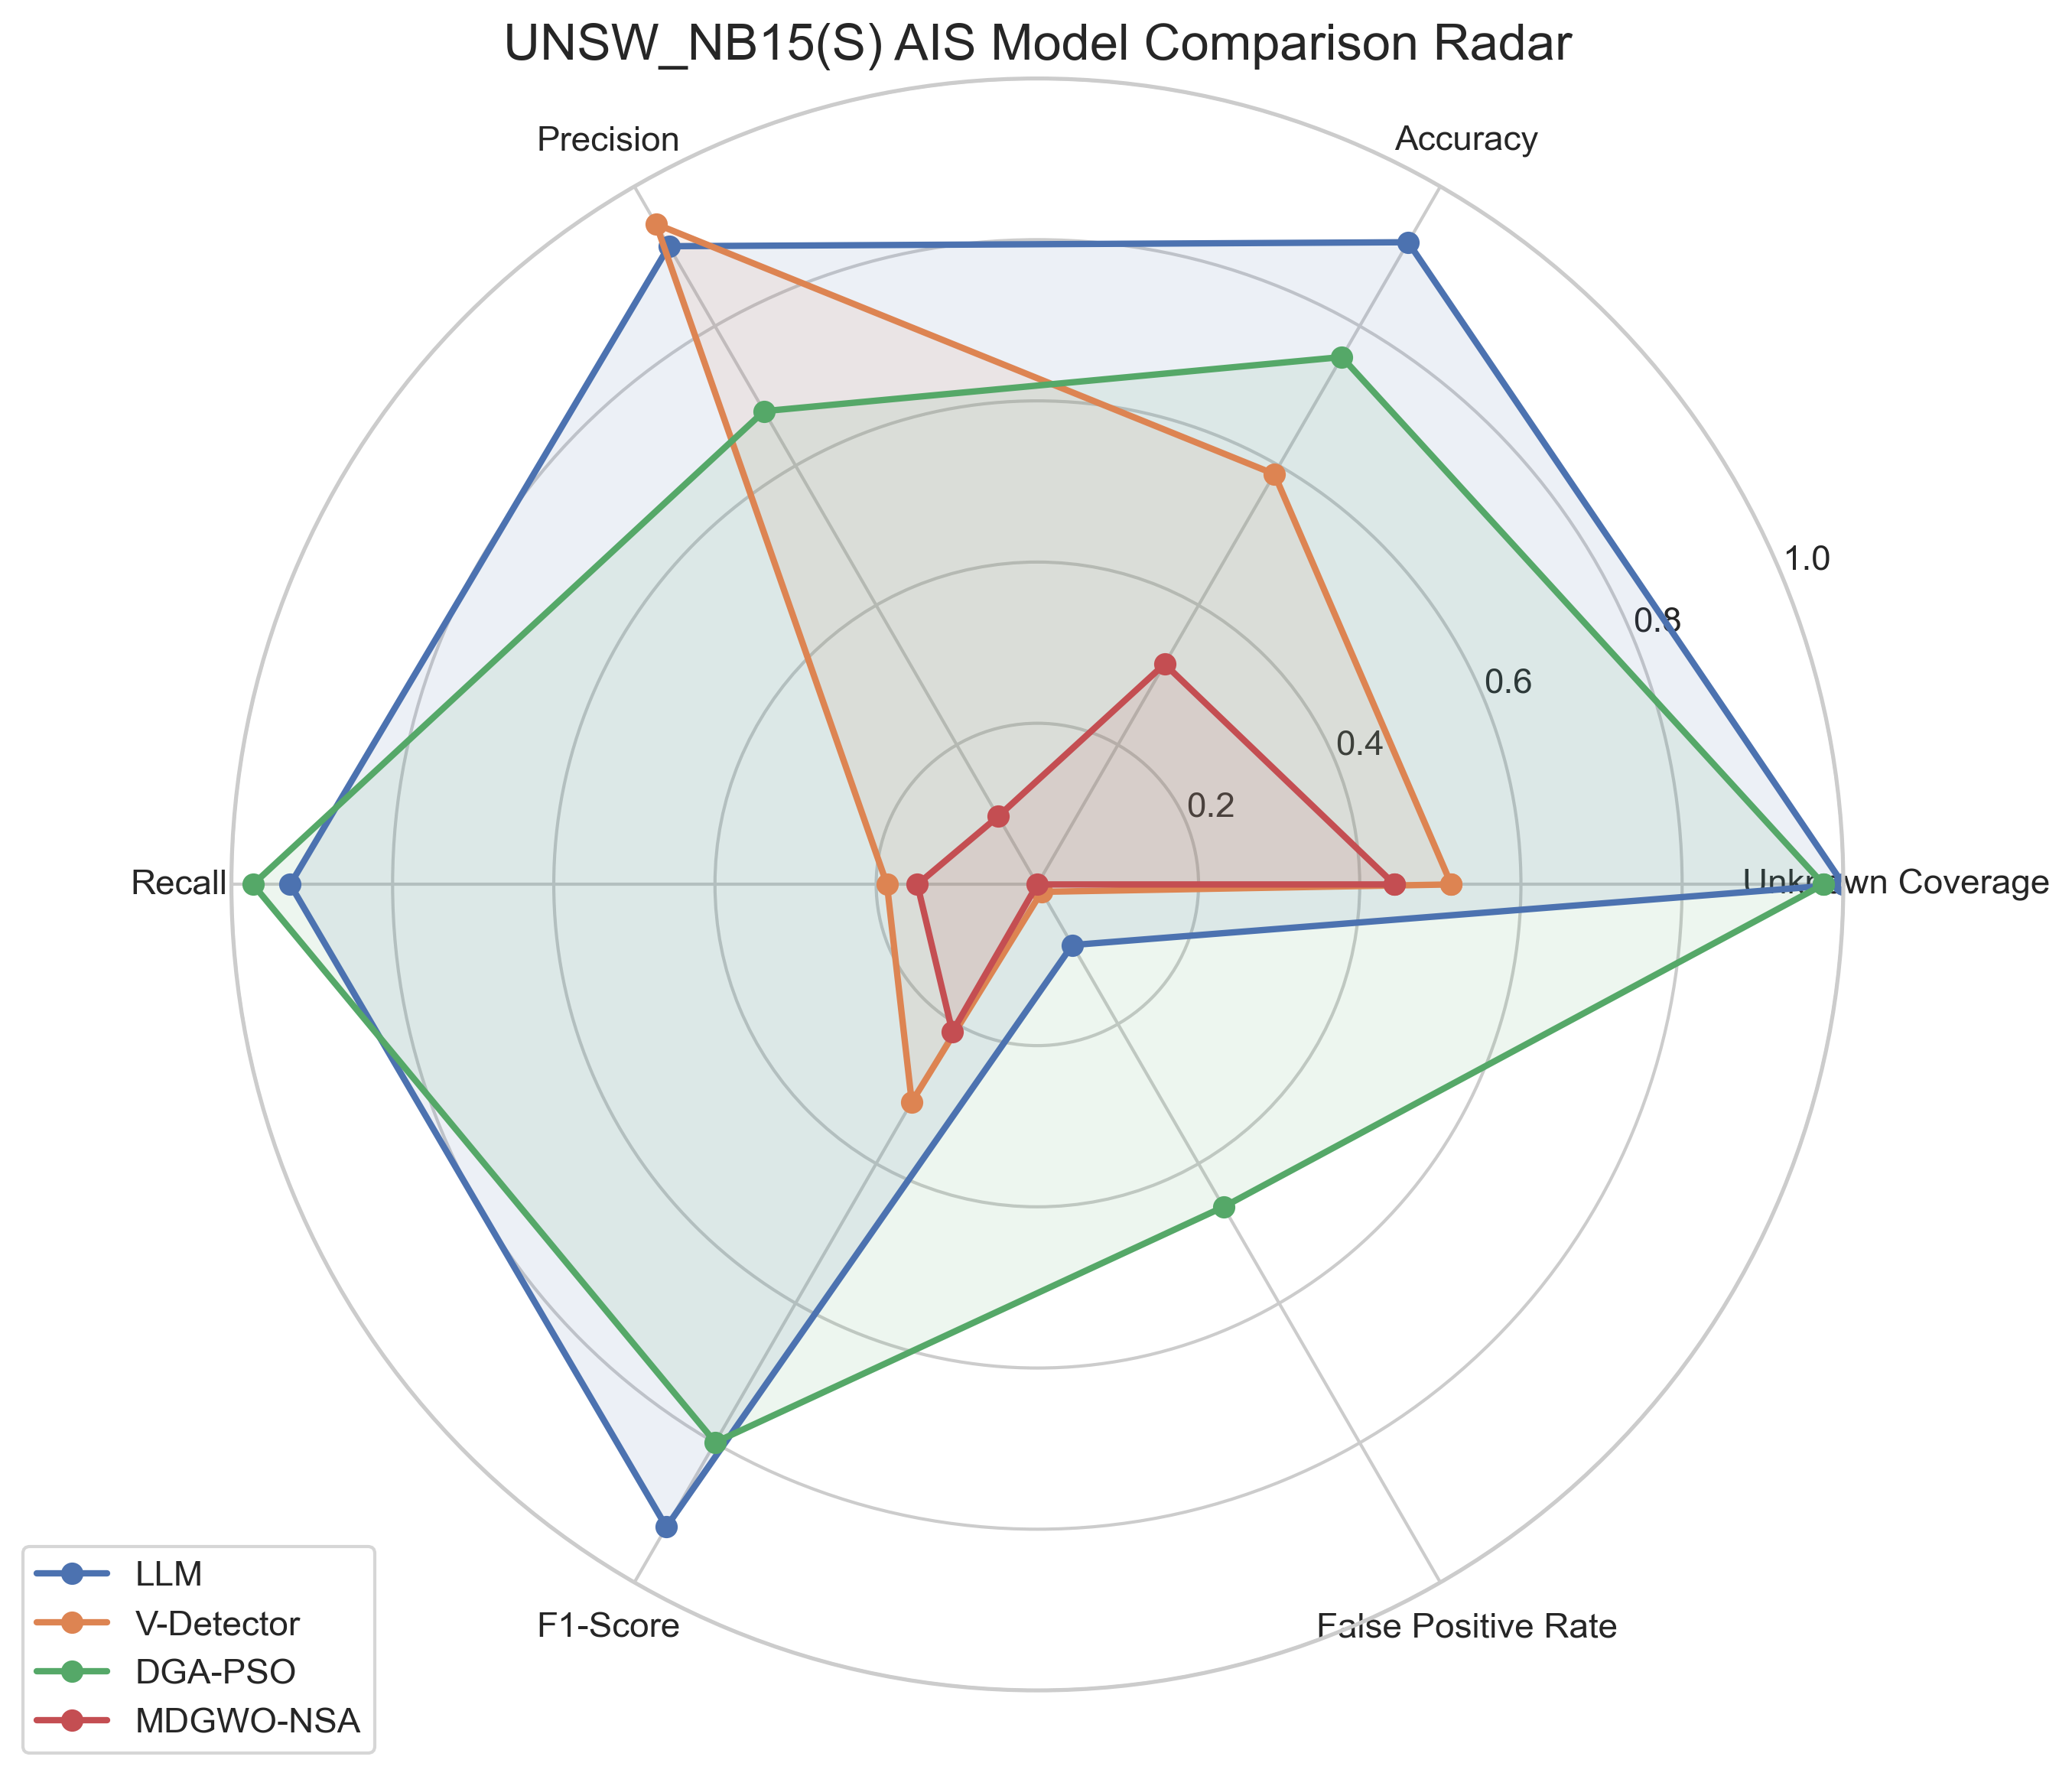 UNSW_NB15(S) AIS Model Comparison Radar
Precision
Accuracy
1.0
0.8
0.6
0.4
0.2
Recall
Unknown Coverage
F1-Score
False Positive Rate
LLM
V-Detector
DGA-PSO
MDGWO-NSA